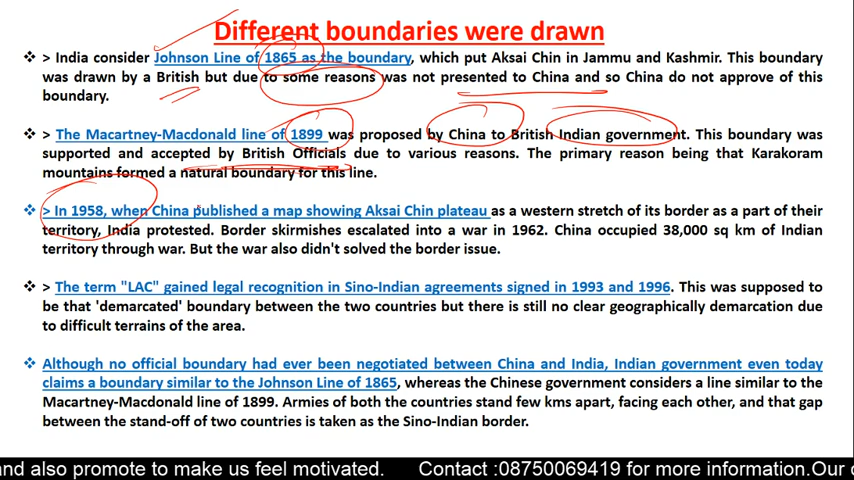 Different boundaries were drawn
❖ > India consider Johnson Line of 1865 as the boundary, which put Aksai Chin in Jammu and Kashmir. This boundary
was drawn by a British but due to some reasons was not presented to China and so China do not approve of this
boundary.
❖ > The Macartney-Macdonald line of 1899 was proposed by China to British Indian government. This boundary was
supported and accepted by British Officials due to various reasons. The primary reason being that Karakoram
mountains formed a natural boundary for this line.
❖ > In 1958, when China published a map showing Aksai Chin plateau as a western stretch of its border as a part of their
territory, India protested. Border skirmishes escalated into a war in 1962. China occupied 38,000 sq km of Indian
territory through war. But the war also didn't solved the border issue.
❖ > The term "LAC" gained legal recognition in Sino-Indian agreements signed in 1993 and 1996. This was supposed to
be that 'demarcated' boundary between the two countries but there is still no clear geographically demarcation due
to difficult terrains of the area.
❖ Although no official boundary had ever been negotiated between China and India, Indian government even today
claims a boundary similar to the Johnson Line of 1865, whereas the Chinese government considers a line similar to the
Macartney-Macdonald line of 1899. Armies of both the countries stand few kms apart, facing each other, and that gap
between the stand-off of two countries is taken as the Sino-Indian border.
and also promote to make us feel motivated. Contact :08750069419 for more information.Our